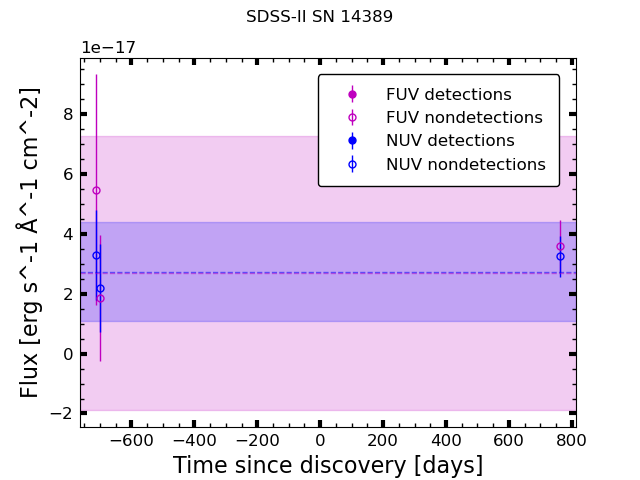 SDSS-II SN 14389
1e−17
FUV detections
FUV nondetections
NUV detections
NUV nondetections
8
6
4
2
0
−2
Flux [erg s^-1 Å^-1 cm^-2]
−600 −400 −200 0 200 400 600 800
Time since discovery [days]